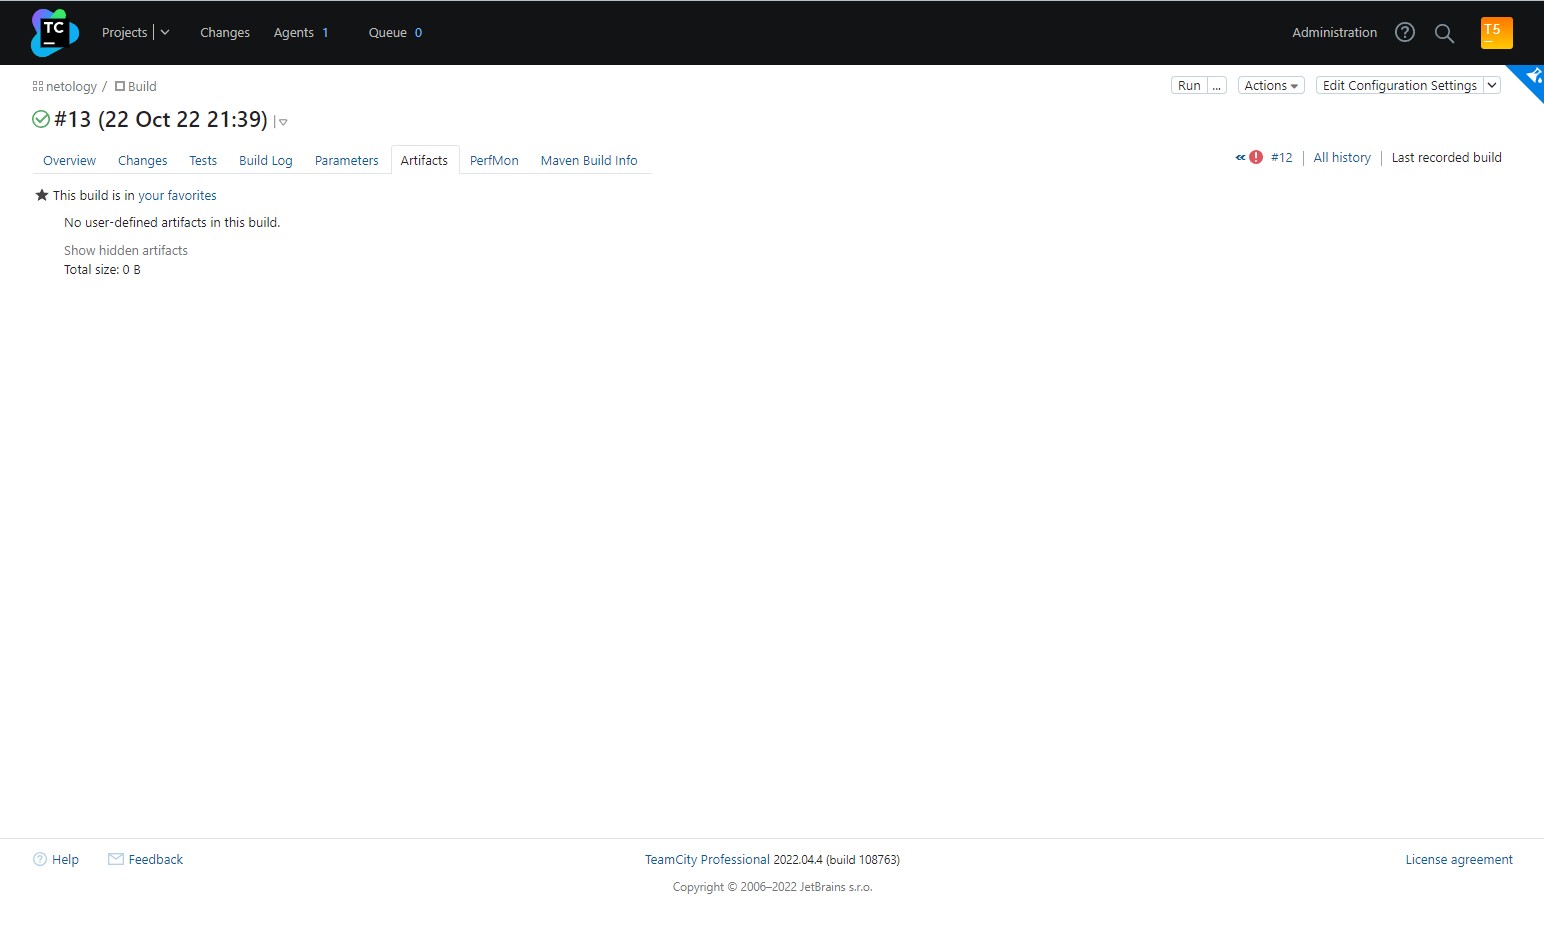 TC Projects Changes Agents 1 Queue 0 Administration T5
netology / Build Run ... Actions Edit Configuration Settings
#13 (22 Oct 22 21:39)
Overview Changes Tests Build Log Parameters Artifacts PerfMon Maven Build Info #12 All history Last recorded build
This build is in your favorites
No user-defined artifacts in this build.
Show hidden artifacts
Total size: 0 B
Help Feedback TeamCity Professional 2022.04.4 (build 108763) License agreement
Copyright © 2006–2022 JetBrains s.r.o.